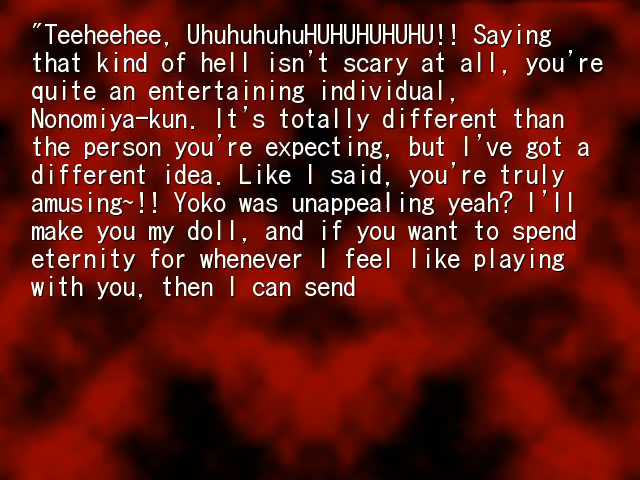 "Teeheehee, UhuhuhuhuHUHUHUHUHU!! Saying
that kind of hell isn't scary at all, you're
quite an entertaining individual,
Nonomiya-kun. It's totally different than
the person you're expecting, but I've got a
different idea. Like I said, you're truly
amusing~!! Yoko was unappealing yeah? I'll
make you my doll, and if you want to spend
eternity for whenever I feel like playing
with you, then I can send